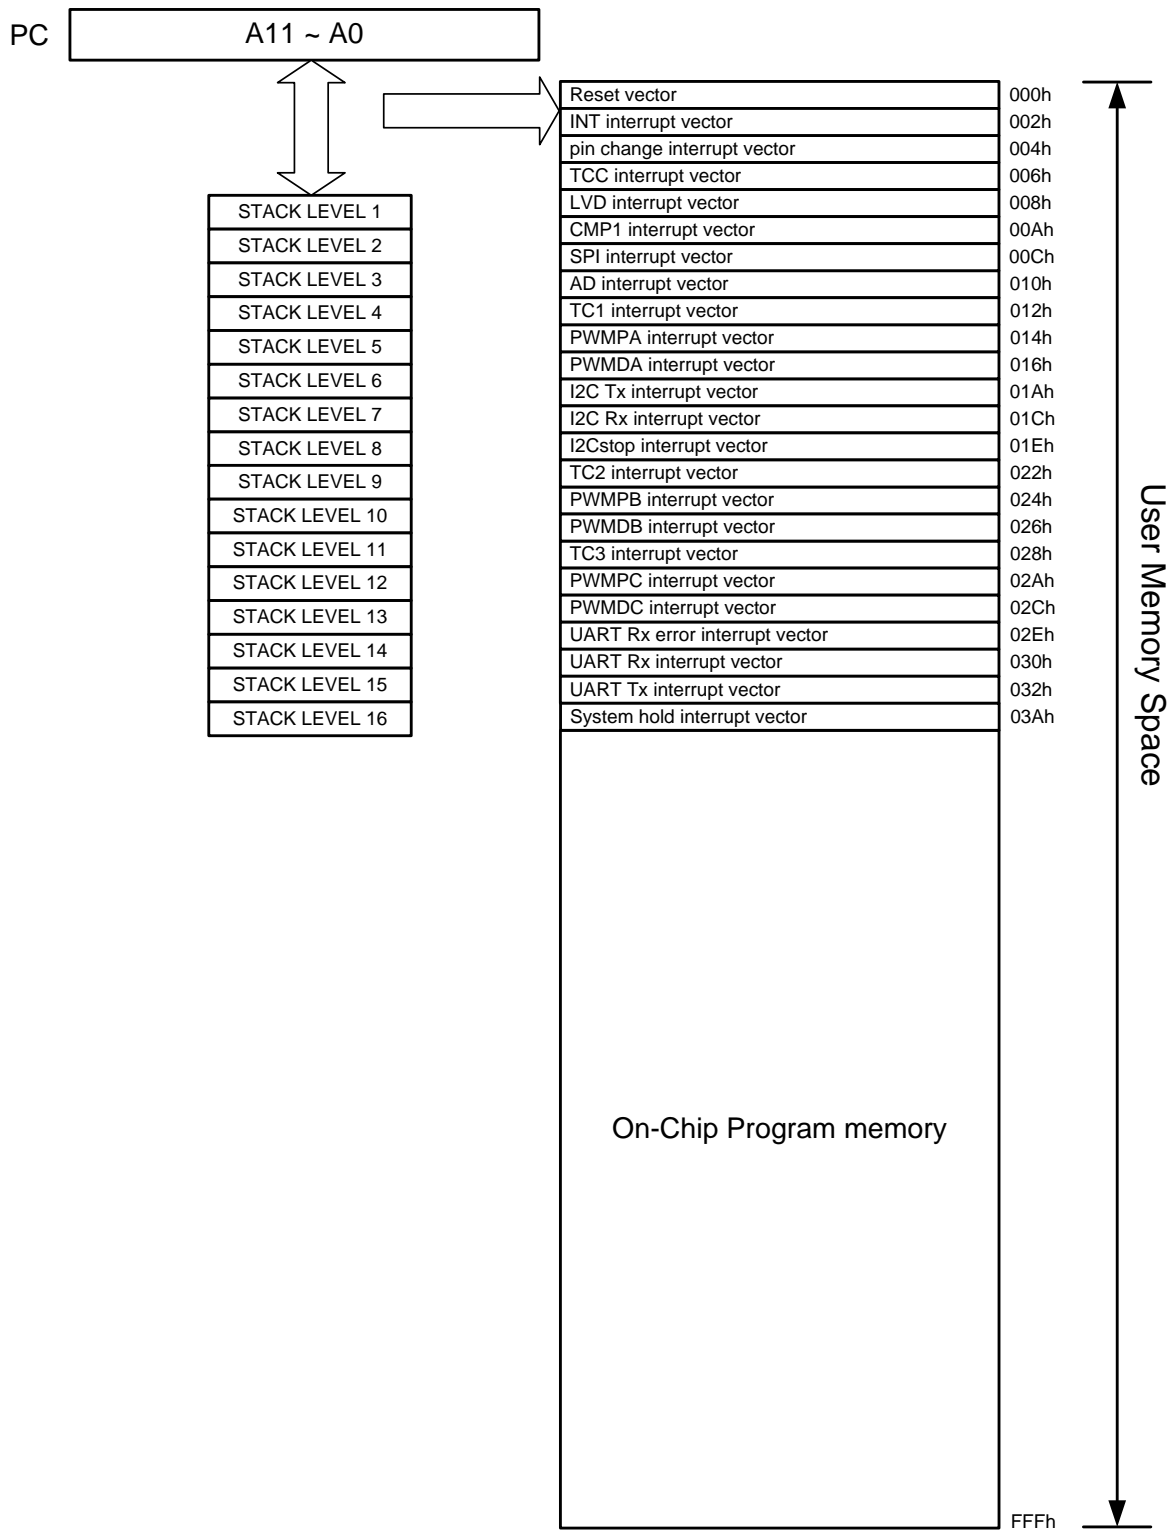 PC
A11 ~ A0
STACK LEVEL 1
STACK LEVEL 2
STACK LEVEL 3
STACK LEVEL 4
STACK LEVEL 5
STACK LEVEL 6
STACK LEVEL 7
STACK LEVEL 8
STACK LEVEL 9
STACK LEVEL 10
STACK LEVEL 11
STACK LEVEL 12
STACK LEVEL 13
STACK LEVEL 14
STACK LEVEL 15
STACK LEVEL 16
Reset vector 000h
INT interrupt vector 002h
pin change interrupt vector 004h
TCC interrupt vector 006h
LVD interrupt vector 008h
CMP1 interrupt vector 00Ah
SPI interrupt vector 00Ch
AD interrupt vector 010h
TC1 interrupt vector 012h
PWMPA interrupt vector 014h
PWMDA interrupt vector 016h
I2C Tx interrupt vector 01Ah
I2C Rx interrupt vector 01Ch
I2Cstop interrupt vector 01Eh
TC2 interrupt vector 022h
PWMPB interrupt vector 024h
PWMDB interrupt vector 026h
TC3 interrupt vector 028h
PWMPC interrupt vector 02Ah
PWMDC interrupt vector 02Ch
UART Rx error interrupt vector 02Eh
UART Rx interrupt vector 030h
UART Tx interrupt vector 032h
System hold interrupt vector 03Ah
On-Chip Program memory
FFFh
User Memory Space